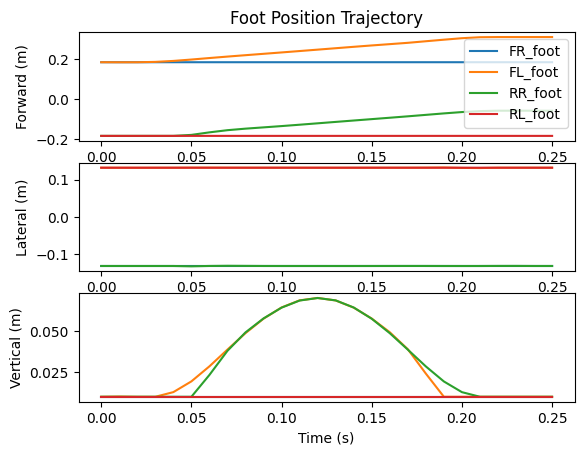 Foot Position Trajectory
Forward (m)
0.2
0.0
−0.2
FR_foot
FL_foot
RR_foot
RL_foot
0.00 0.05 0.10 0.15 0.20 0.25
Lateral (m)
0.1
0.0
−0.1
0.00 0.05 0.10 0.15 0.20 0.25
Vertical (m)
0.050
0.025
0.00 0.05 0.10 0.15 0.20 0.25
Time (s)